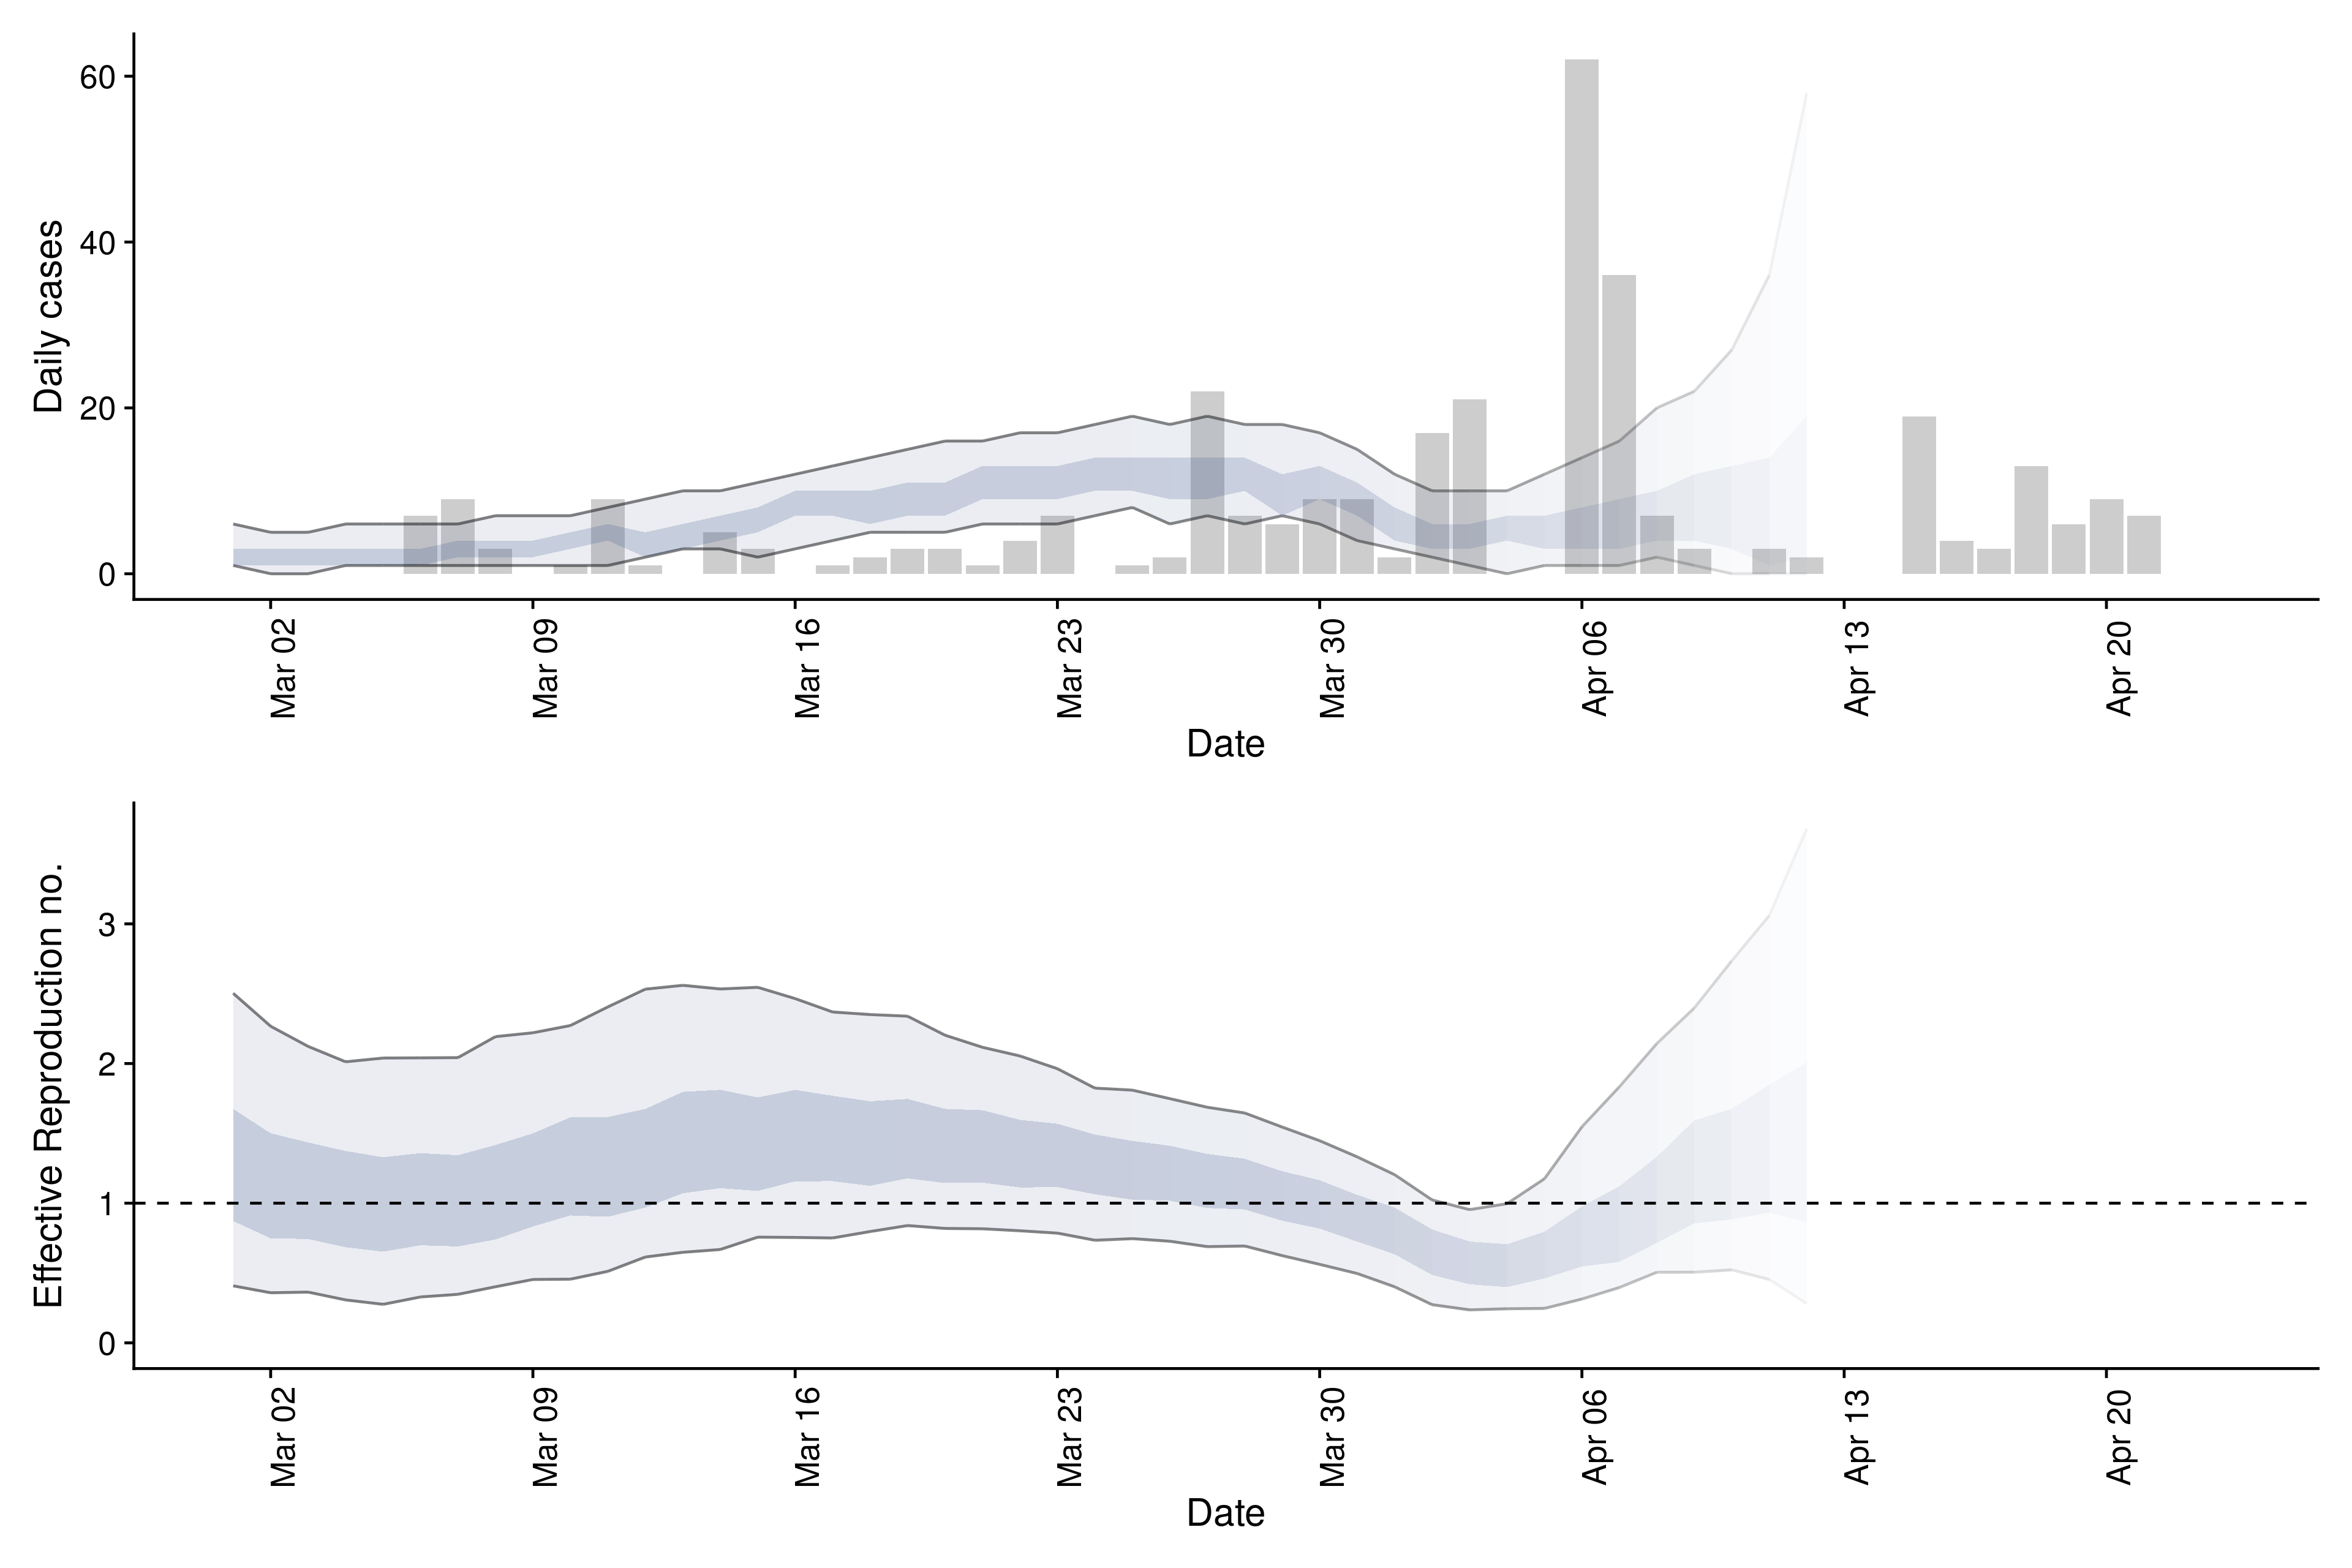 Daily cases
60
40
20
0
Mar 02
Mar 09
Mar 16
Mar 23
Mar 30
Apr 06
Apr 13
Apr 20
Date
Effective Reproduction no.
3
2
1
0
Mar 02
Mar 09
Mar 16
Mar 23
Mar 30
Apr 06
Apr 13
Apr 20
Date